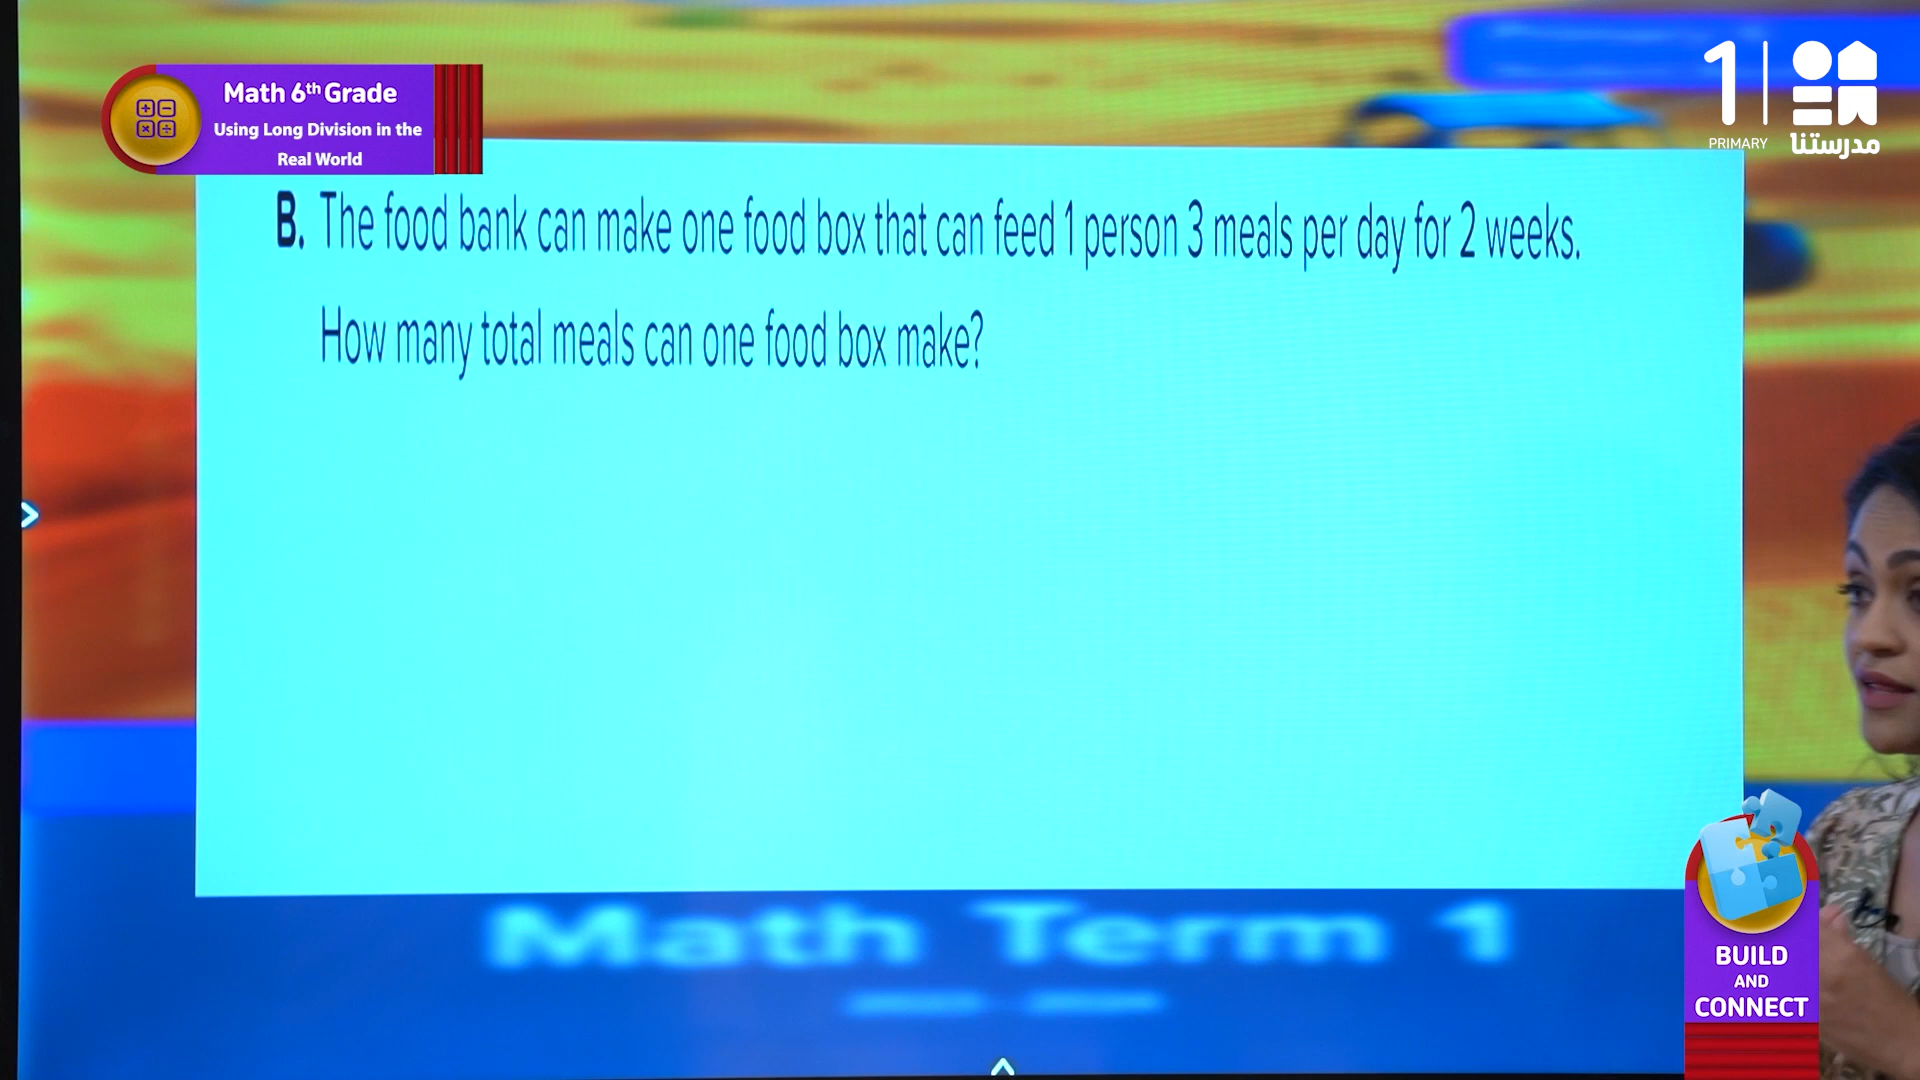 Math 6th Grade
Using Long Division in the
Real World
1
PRIMARY
مدرستنا
B. The food bank can make one food box that can feed 1 person 3 meals per day for 2 weeks.
How many total meals can one food box make?
Math Term 1
BUILD
AND
CONNECT